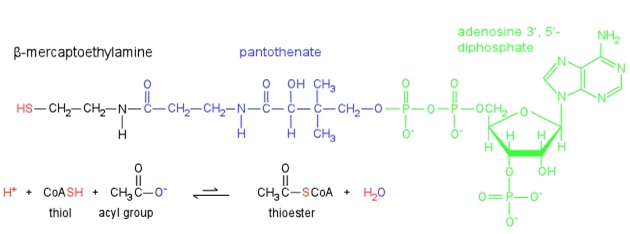 adenosine 3', 5'-
diphosphate
β-mercaptoethylamine pantothenate
NH₂
N N
N N
O O OH CH₃ O O
HS—CH₂—CH₂—N—C—CH₂—CH₂—N—C—C—C—CH₂—O—P—O—P—OCH₂ O
H H H CH₃ O⁻ O⁻ H H H H
O OH
O=P—O⁻
O⁻
O O
H⁺ + CoASH + CH₃C—O⁻ ⇌ CH₃C—SCoA + H₂O
thiol acyl group thioester